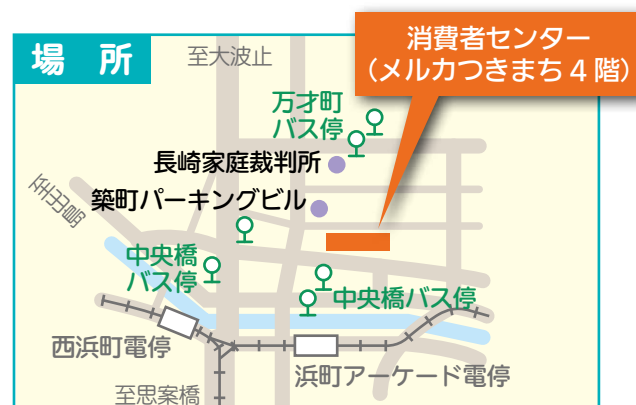 場　所
至大波止
消費者センター
（メルカつきまち４階）
万才町
バス停
長崎家庭裁判所
至出島
築町パーキングビル
中央橋
バス停
中央橋バス停
西浜町電停
浜町アーケード電停
至思案橋